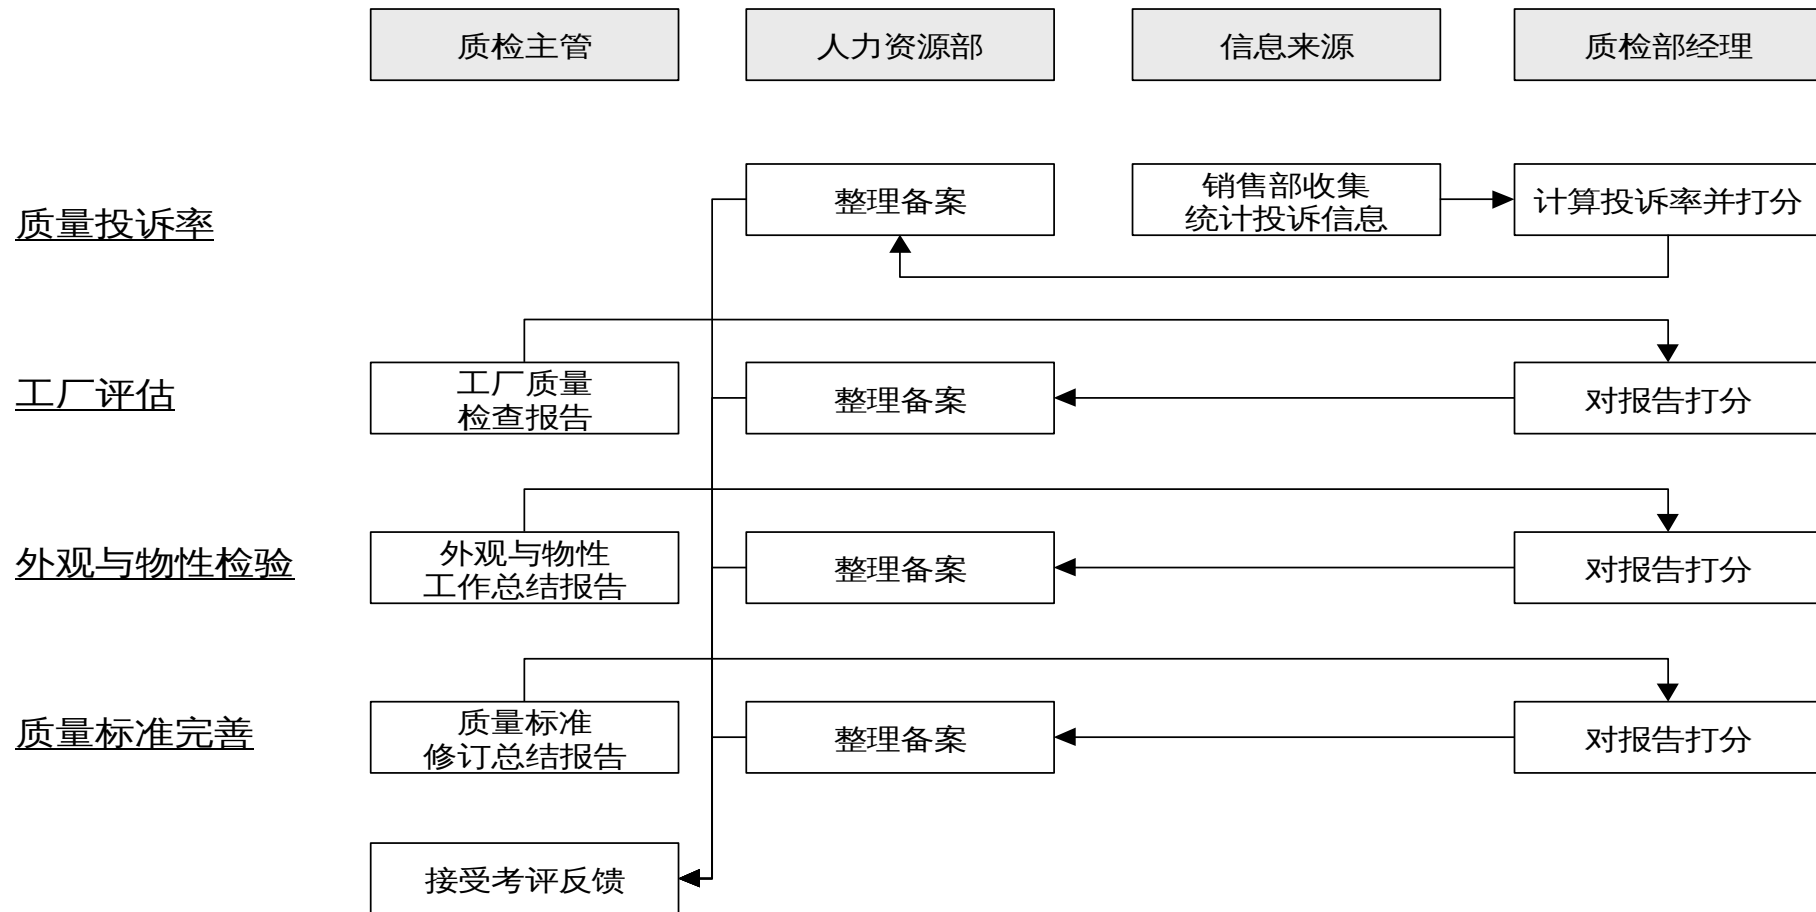 质检主管
人力资源部
信息来源
质检部经理
质量投诉率
整理备案
销售部收集
统计投诉信息
计算投诉率并打分
工厂评估
工厂质量
检查报告
整理备案
对报告打分
外观与物性检验
外观与物性
工作总结报告
整理备案
对报告打分
质量标准完善
质量标准
修订总结报告
整理备案
对报告打分
接受考评反馈